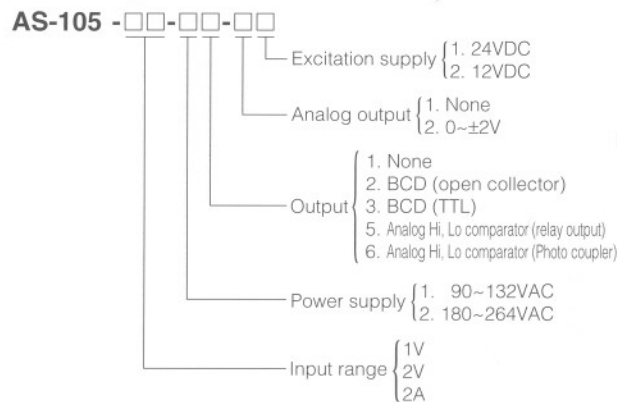 AS-105 -□□-□□-□□
Excitation supply
1. 24VDC
2. 12VDC
Analog output
1. None
2. 0~±2V
Output
1. None
2. BCD (open collector)
3. BCD (TTL)
5. Analog Hi, Lo comparator (relay output)
6. Analog Hi, Lo comparator (Photo coupler)
Power supply
1. 90~132VAC
2. 180~264VAC
Input range
1V
2V
2A